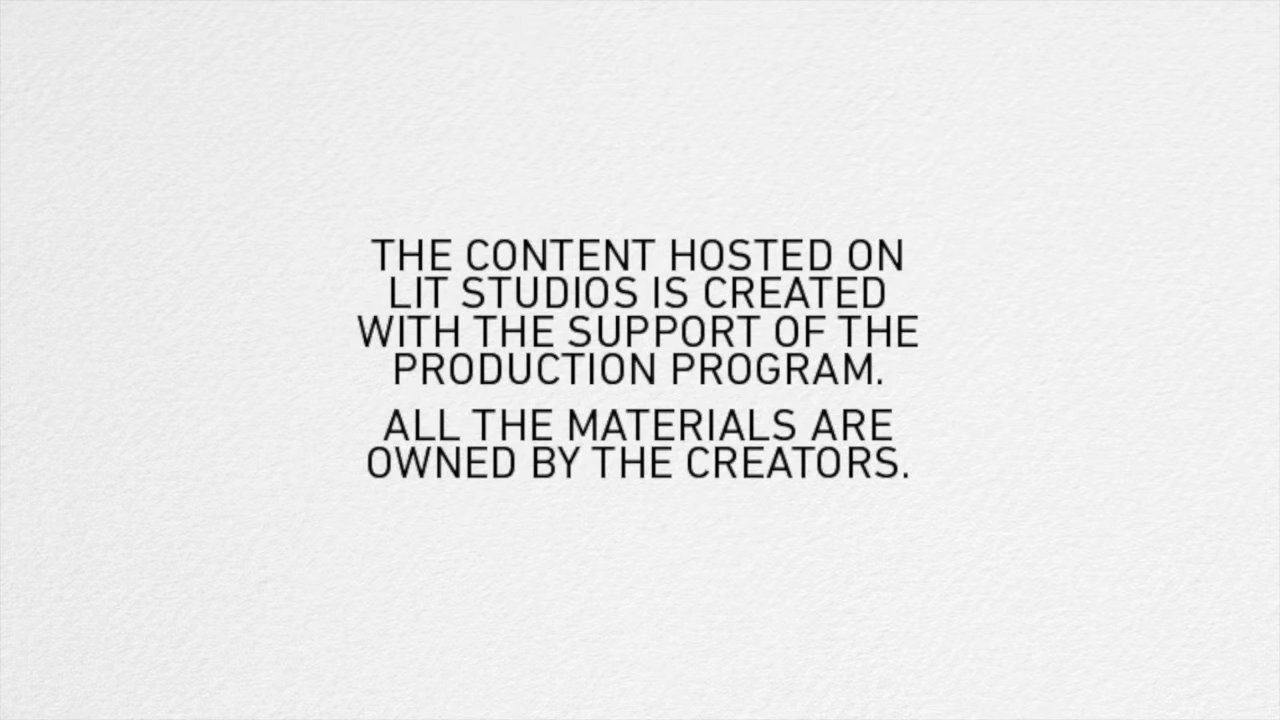 THE CONTENT HOSTED ON
LIT STUDIOS IS CREATED
WITH THE SUPPORT OF THE
PRODUCTION PROGRAM.
ALL THE MATERIALS ARE
OWNED BY THE CREATORS.